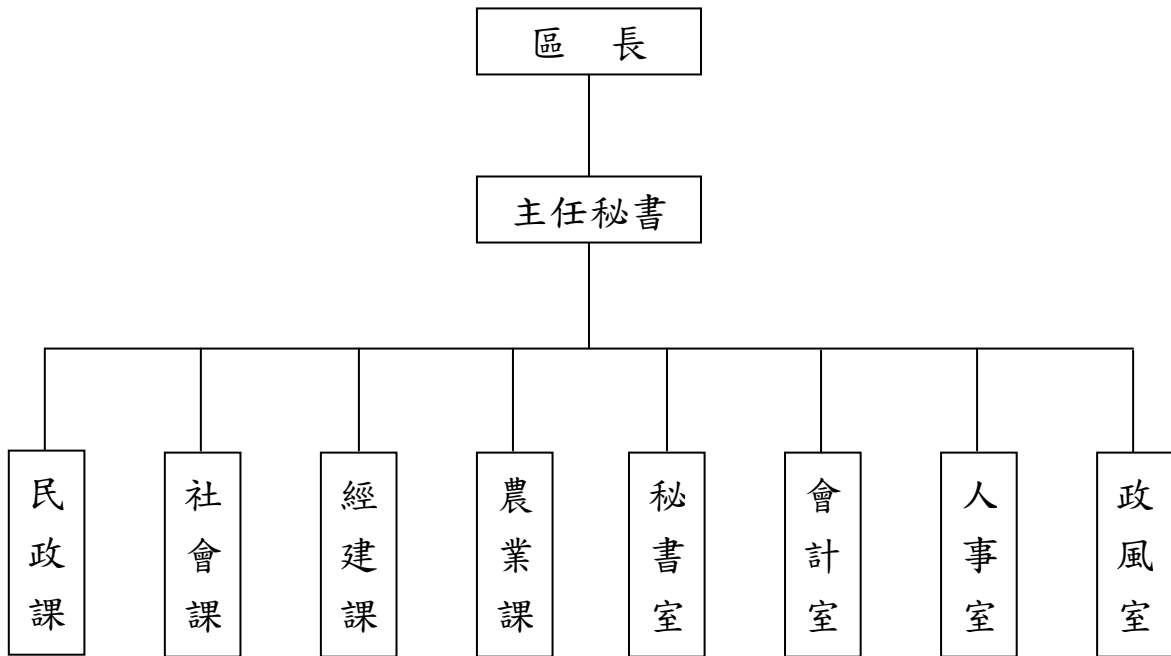 區 長
主任秘書
民政課
社會課
經建課
農業課
秘書室
會計室
人事室
政風室